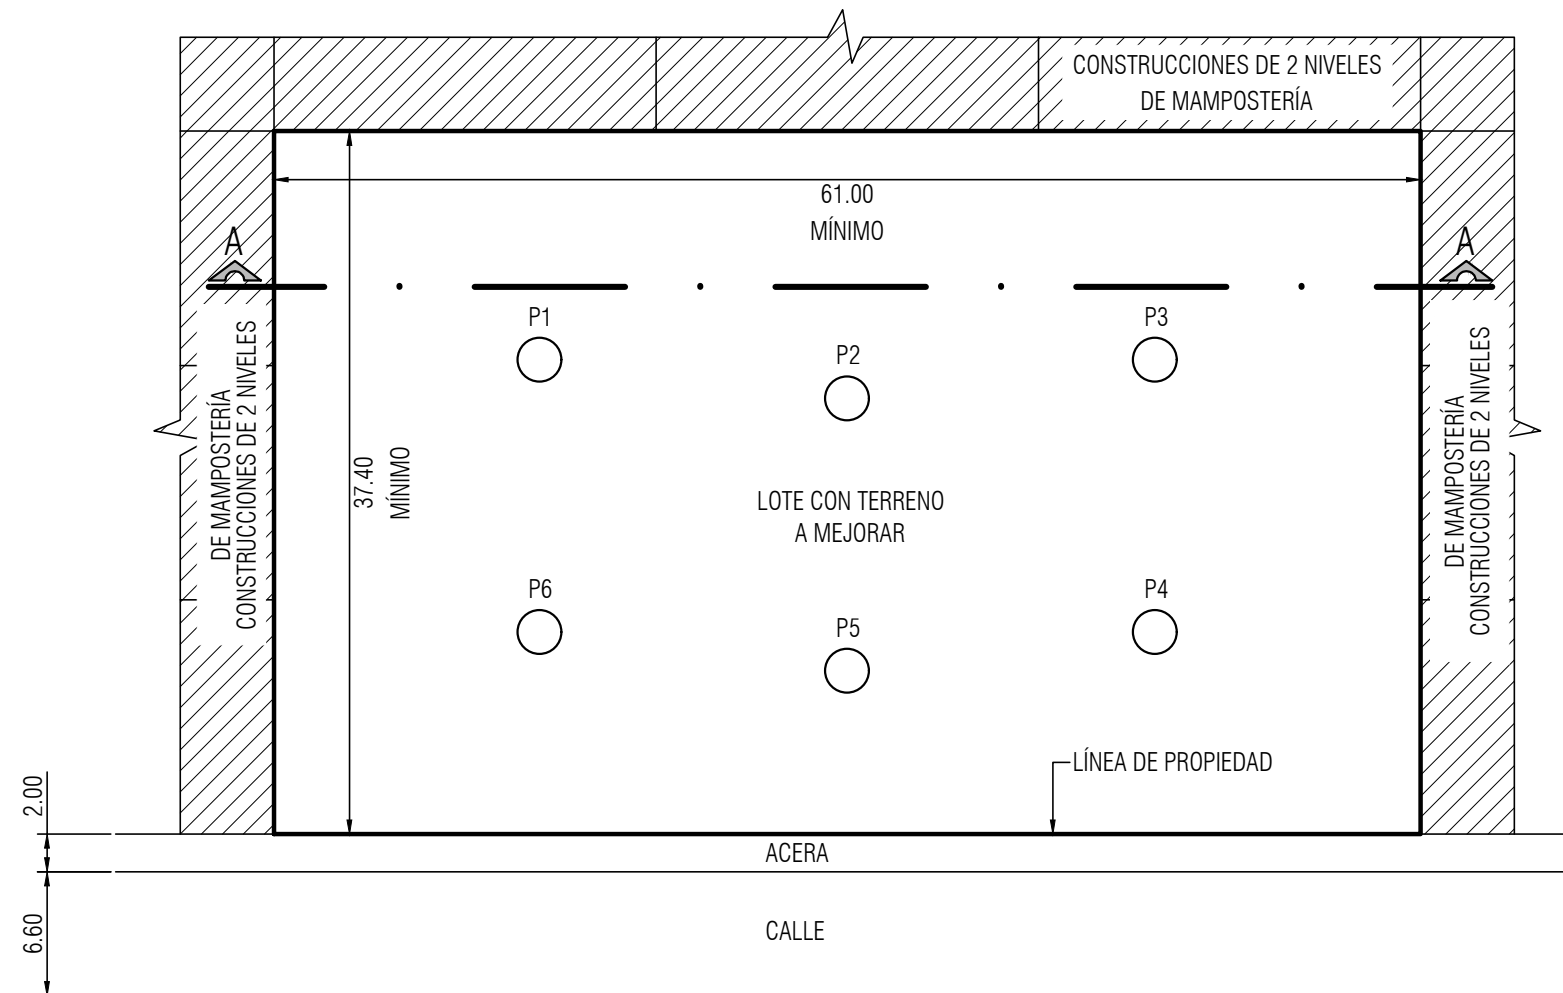 CONSTRUCCIONES DE 2 NIVELES
DE MAMPOSTERÍA
61.00
MÍNIMO
A
A
P1
P2
P3
DE MAMPOSTERÍA
CONSTRUCCIONES DE 2 NIVELES
37.40
MÍNIMO
LOTE CON TERRENO
A MEJORAR
DE MAMPOSTERÍA
CONSTRUCCIONES DE 2 NIVELES
P6
P5
P4
LÍNEA DE PROPIEDAD
2.00
ACERA
6.60
CALLE